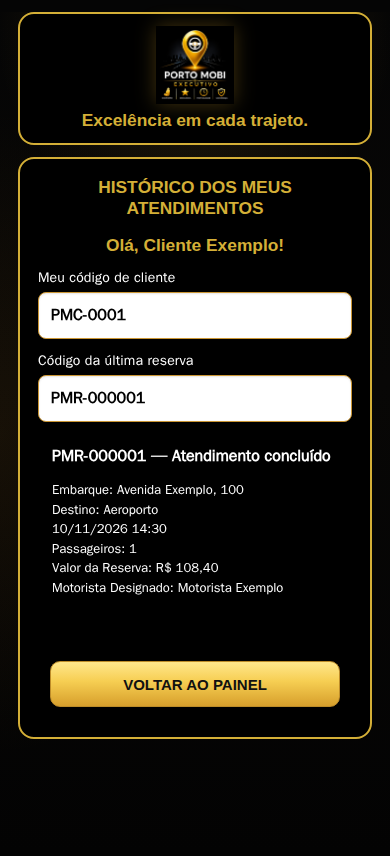 PORTO MOBI
EXECUTIVO
Excelência em cada trajeto.
HISTÓRICO DOS MEUS
ATENDIMENTOS
Olá, Cliente Exemplo!
Meu código de cliente
PMC-0001
Código da última reserva
PMR-000001
PMR-000001 — Atendimento concluído
Embarque: Avenida Exemplo, 100
Destino: Aeroporto
10/11/2026 14:30
Passageiros: 1
Valor da Reserva: R$ 108,40
Motorista Designado: Motorista Exemplo
VOLTAR AO PAINEL